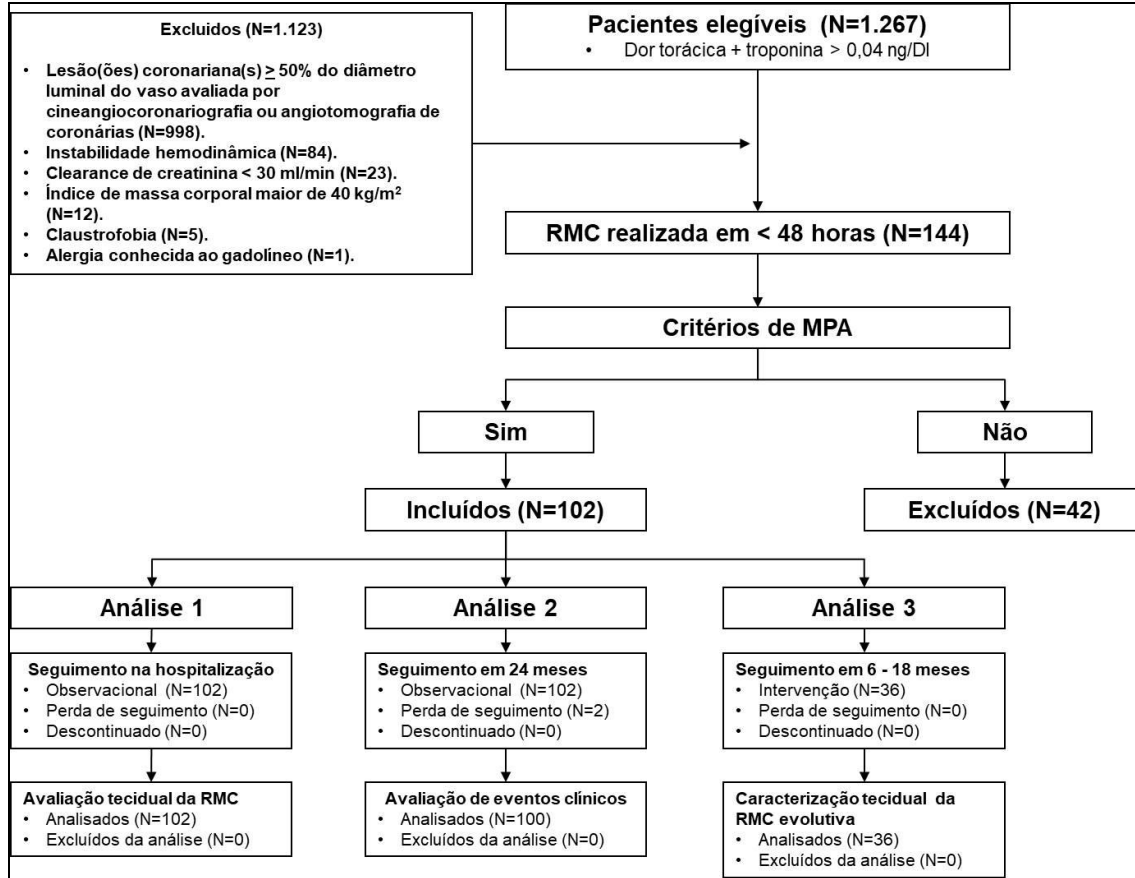 Excluidos (N=1.123)
• Lesão(ões) coronariana(s) ≥ 50% do diâmetro
luminal do vaso avaliada por
cineangiocoronariografia ou angiotomografia de
coronárias (N=998).
• Instabilidade hemodinâmica (N=84).
• Clearance de creatinina < 30 ml/min (N=23).
• Índice de massa corporal maior de 40 kg/m²
(N=12).
• Claustrofobia (N=5).
• Alergia conhecida ao gadolíneo (N=1).
Pacientes elegíveis (N=1.267)
• Dor torácica + troponina > 0,04 ng/Dl
RMC realizada em < 48 horas (N=144)
Critérios de MPA
Sim
Não
Incluídos (N=102)
Excluídos (N=42)
Análise 1
Análise 2
Análise 3
Seguimento na hospitalização
• Observacional (N=102)
• Perda de seguimento (N=0)
• Descontinuado (N=0)
Seguimento em 24 meses
• Observacional (N=102)
• Perda de seguimento (N=2)
• Descontinuado (N=0)
Seguimento em 6 - 18 meses
• Intervenção (N=36)
• Perda de seguimento (N=0)
• Descontinuado (N=0)
Avaliação tecidual da RMC
• Analisados (N=102)
• Excluídos da análise (N=0)
Avaliação de eventos clínicos
• Analisados (N=100)
• Excluídos da análise (N=0)
Caracterização tecidual da
RMC evolutiva
• Analisados (N=36)
• Excluídos da análise (N=0)